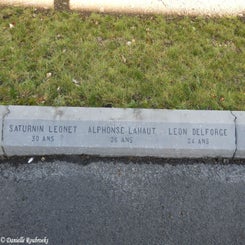 SATURNIN LEONET ALPHONSE LAHAUT LEON DELFORGE
30 ANS 26 ANS 24 ANS
© Danielle Roubroeks